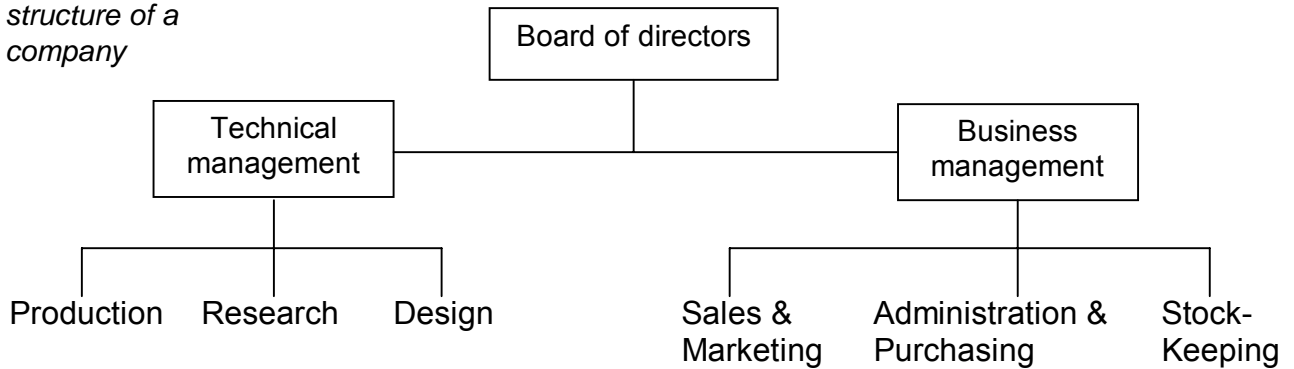 structure of a
company
Board of directors
Technical
management
Business
management
Production
Research
Design
Sales &
Marketing
Administration &
Purchasing
Stock-
Keeping